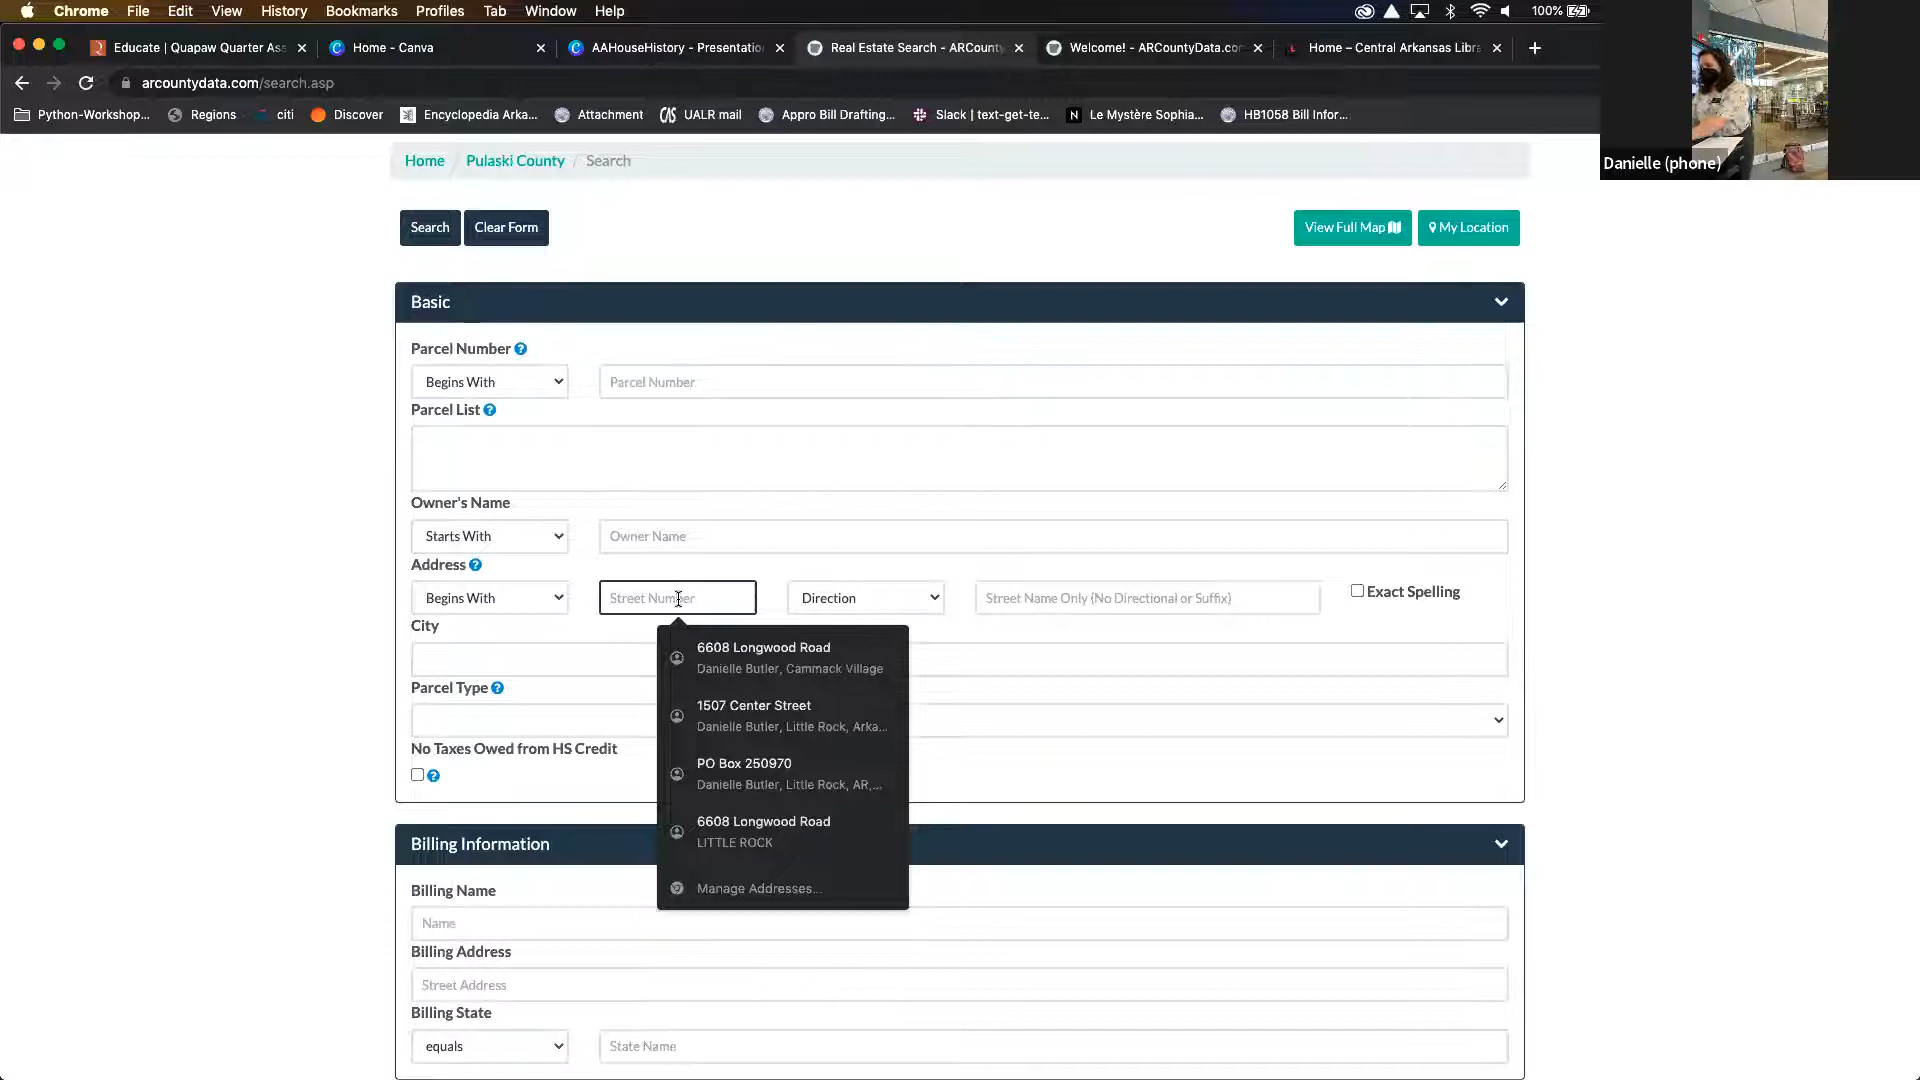 Chrome File Edit View History Bookmarks Profiles Tab Window Help 100%
Educate | Quapaw Quarter Ass Home - Canva AAHouseHistory - Presentatio Real Estate Search - ARCounty Welcome! - ARCountyData.co Home – Central Arkansas Libra
arcountydata.com/search.asp
Python-Workshop... Regions citi Discover Encyclopedia Arka... Attachment UALR mail Appro Bill Drafting... Slack | text-get-te... Le Mystère Sophia... HB1058 Bill Infor...
Danielle (phone)
Home / Pulaski County / Search
Search Clear Form View Full Map My Location
Basic
Parcel Number
Begins With Parcel Number
Parcel List
Owner's Name
Starts With Owner Name
Address
Begins With Street Number Direction Street Name Only (No Directional or Suffix) Exact Spelling
City
6608 Longwood Road
Danielle Butler, Cammack Village
Parcel Type
1507 Center Street
Danielle Butler, Little Rock, Arka...
No Taxes Owed from HS Credit
PO Box 250970
Danielle Butler, Little Rock, AR,...
6608 Longwood Road
LITTLE ROCK
Manage Addresses...
Billing Information
Billing Name
Name
Billing Address
Street Address
Billing State
equals State Name